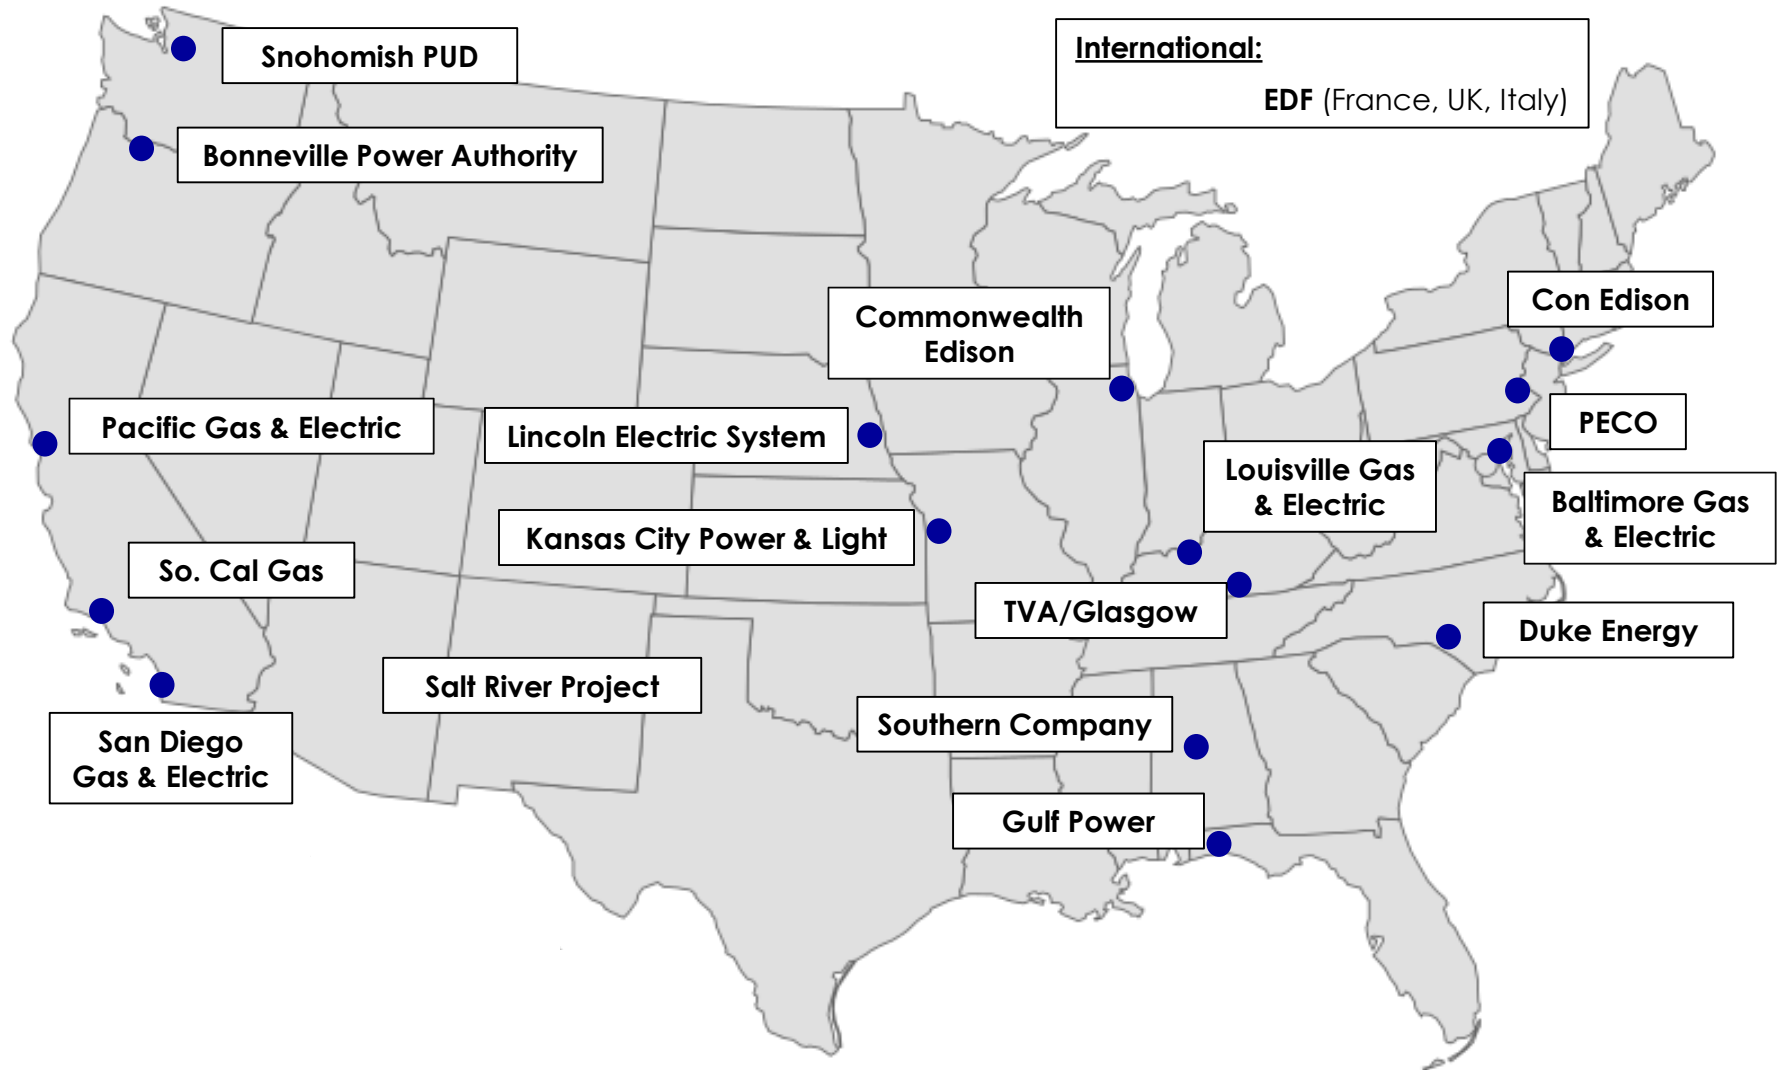 Snohomish PUD
International:
EDF (France, UK, Italy)
Bonneville Power Authority
Con Edison
Commonwealth
Edison
Pacific Gas & Electric
Lincoln Electric System
PECO
Louisville Gas
& Electric
Baltimore Gas
& Electric
Kansas City Power & Light
So. Cal Gas
TVA/Glasgow
Duke Energy
Salt River Project
Southern Company
San Diego
Gas & Electric
Gulf Power